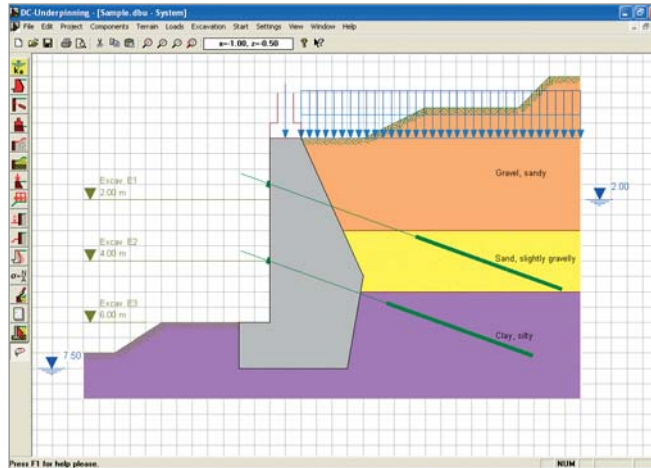 DC-Underpinning - [Sample.dbu - System]
File Edit Project Components Terrain Loads Excavation Start Settings View Window Help
x=-1.00, z=-0.50
Excav. E1
2.00 m
Gravel, sandy
2.00
Excav. E2
4.00 m
Sand, slightly gravelly
Excav. E3
6.00 m
Clay, silty
7.50
Press F1 for help please.
NUM